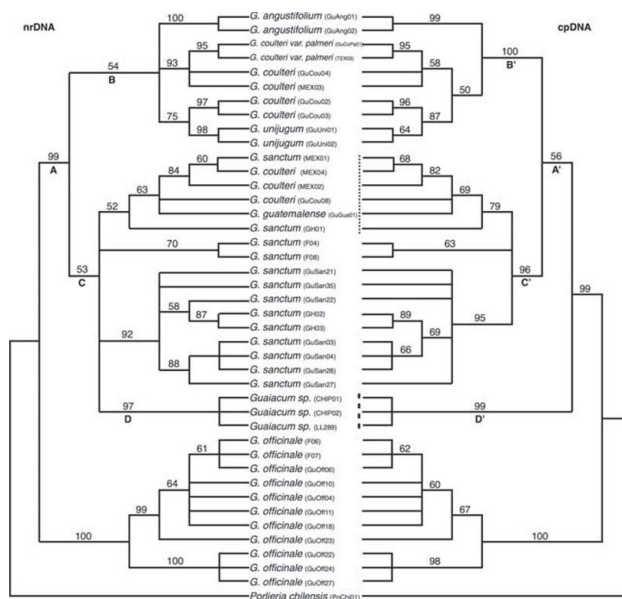 nrDNA
cpDNA
100
G. angustifolium (GuAng01)
99
G. angustifolium (GuAng02)
54
B
95
G. coulteri var. palmeri (GuCoPa01)
95
100
B'
G. coulteri var. palmeri (TEX03)
93
58
G. coulteri (GuCou04)
G. coulteri (MEX03)
50
97
G. coulteri (GuCou02)
96
75
G. coulteri (GuCou03)
87
98
G. unijugum (GuUni01)
64
G. unijugum (GuUni02)
99
A
60
G. sanctum (MEX01)
68
56
A'
84
G. coulteri (MEX04)
82
63
G. coulteri (MEX02)
69
52
G. coulteri (GuCou08)
79
G. guatemalense (GuGua01)
G. sanctum (GH01)
70
G. sanctum (F04)
63
G. sanctum (F08)
53
C
96
C'
G. sanctum (GuSan21)
G. sanctum (GuSan35)
99
58
G. sanctum (GuSan22)
87
G. sanctum (GH02)
89
95
G. sanctum (GH03)
69
92
G. sanctum (GuSan03)
66
88
G. sanctum (GuSan04)
G. sanctum (GuSan28)
G. sanctum (GuSan27)
97
D
Guaiacum sp. (CHIP01)
99
D'
Guaiacum sp. (CHIP02)
Guaiacum sp. (LL289)
61
G. officinale (F06)
62
G. officinale (F07)
G. officinale (GuOff06)
64
G. officinale (GuOff10)
60
G. officinale (GuOff04)
99
G. officinale (GuOff11)
67
G. officinale (GuOff18)
100
G. officinale (GuOff23)
100
100
G. officinale (GuOff22)
98
G. officinale (GuOff24)
G. officinale (GuOff27)
Porlieria chilensis (PoChi01)